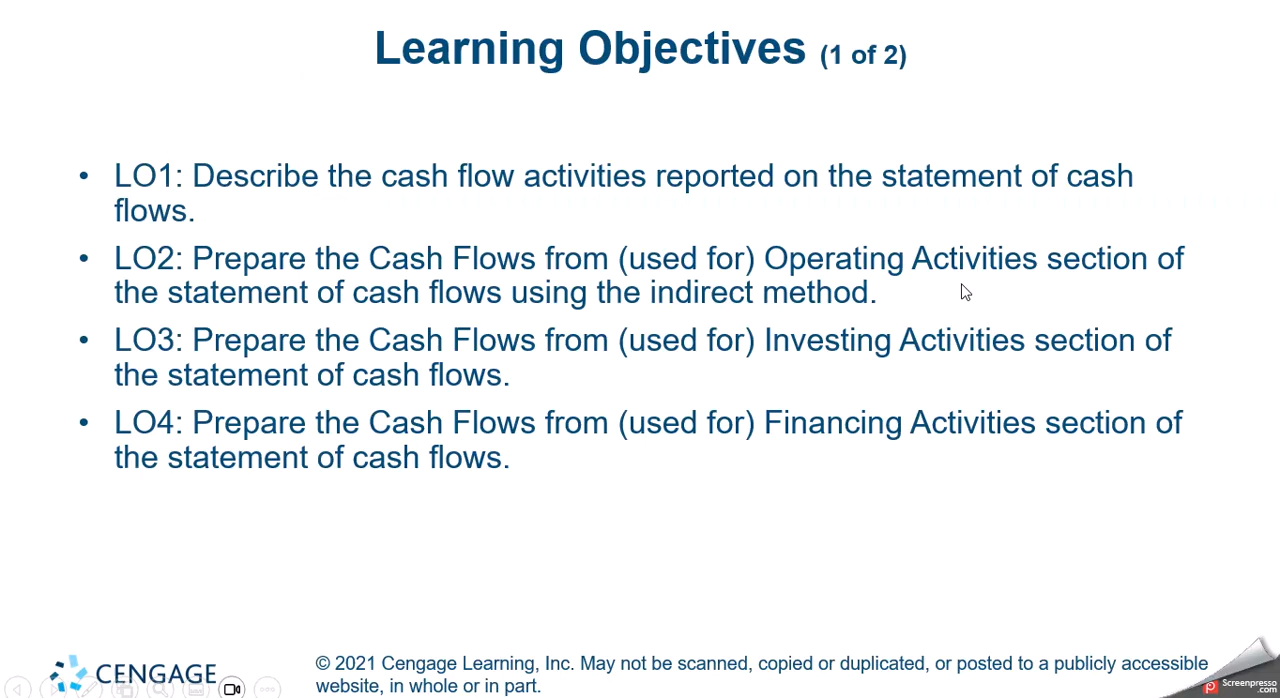 Learning Objectives (1 of 2)
• LO1: Describe the cash flow activities reported on the statement of cash
flows.
• LO2: Prepare the Cash Flows from (used for) Operating Activities section of
the statement of cash flows using the indirect method.
• LO3: Prepare the Cash Flows from (used for) Investing Activities section of
the statement of cash flows.
• LO4: Prepare the Cash Flows from (used for) Financing Activities section of
the statement of cash flows.
CENGAGE
© 2021 Cengage Learning, Inc. May not be scanned, copied or duplicated, or posted to a publicly accessible
website, in whole or in part.
Screenpresso
.com